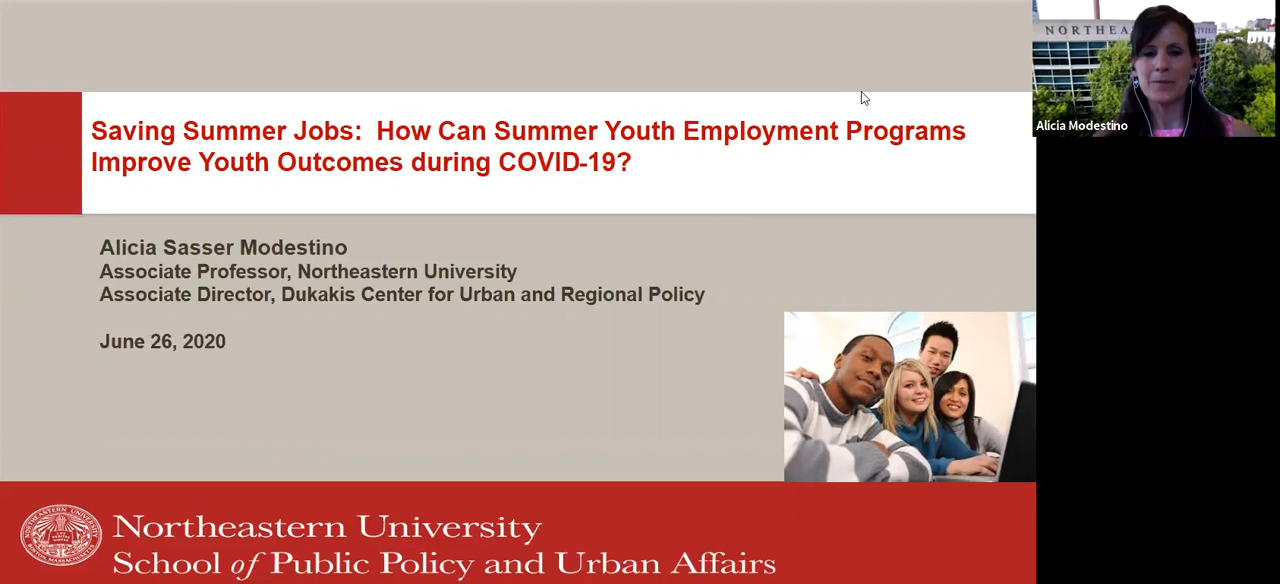 Saving Summer Jobs:  How Can Summer Youth Employment Programs
Improve Youth Outcomes during COVID-19?
Alicia Sasser Modestino
Associate Professor, Northeastern University
Associate Director, Dukakis Center for Urban and Regional Policy
June 26, 2020
Northeastern University
School of Public Policy and Urban Affairs
NORTHEA
Alicia Modestino